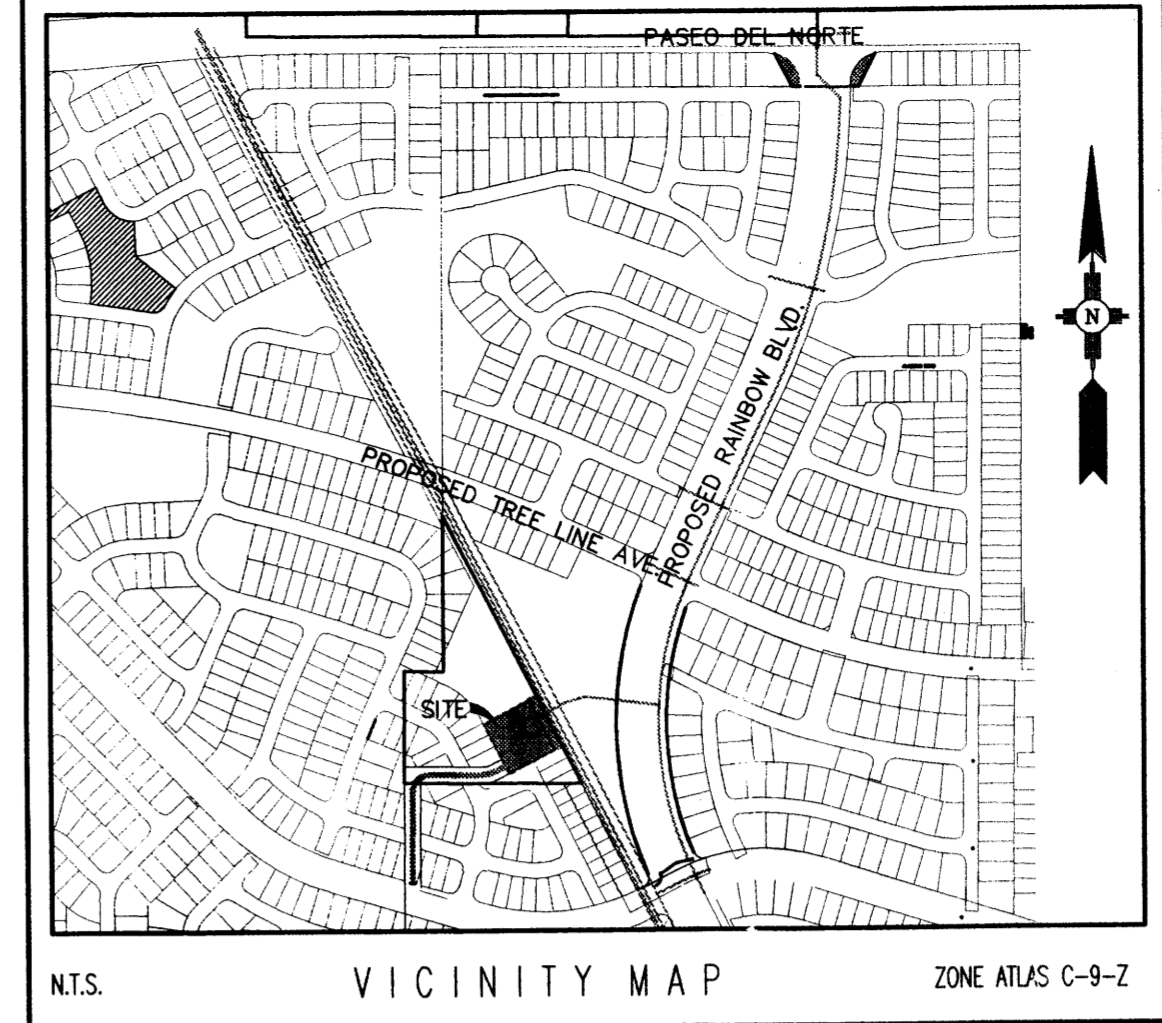 PASEO DEL NORTE
N
PROPOSED RAINBOW BLVD.
PROPOSED TREE LINE AVE.
SITE
N.T.S.
VICINITY MAP
ZONE ATLAS C-9-Z